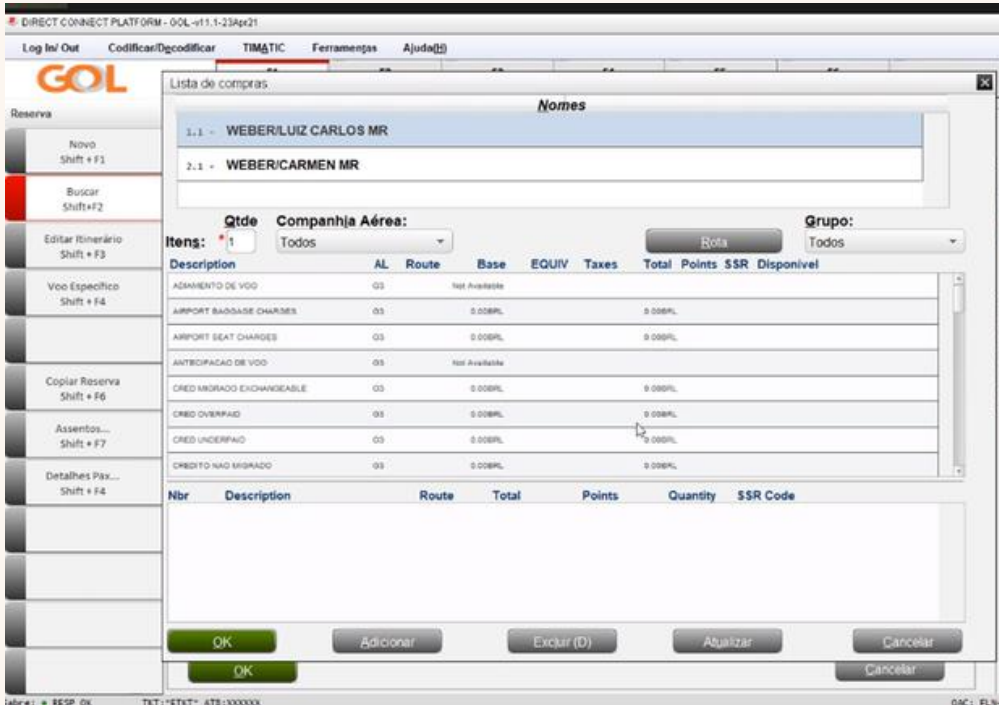 DIRECT CONNECT PLATFORM - GOL -v11.1-23Apr21
Log In/ Out Codificar/Decodificar TIMATIC Ferramentas Ajuda(H)
GOL
Lista de compras
Reserva
Nomes
1.1 - WEBER/LUIZ CARLOS MR
2.1 - WEBER/CARMEN MR
Novo
Shift + F1
Buscar
Shift+F2
Editar Itinerário
Shift + F3
Voo Específico
Shift + F4
Copiar Reserva
Shift + F6
Assentos...
Shift + F7
Detalhes Pax...
Shift + F4
Qtde Companhia Aérea: Grupo:
Itens: * 1 Todos Rota Todos
Description AL Route Base EQUIV Taxes Total Points SSR Disponível
ADIAMENTO DE VOO G3 Not Available
AIRPORT BAGGAGE CHARGES G3 0.00BRL 0.00BRL
AIRPORT SEAT CHARGES G3 0.00BRL 0.00BRL
ANTECIPACAO DE VOO G3 Not Available
CRED MIGRADO EXCHANGEABLE G3 0.00BRL 0.00BRL
CRED OVERPAID G3 0.00BRL 0.00BRL
CRED UNDERPAID G3 0.00BRL 0.00BRL
CREDITO NAO MIGRADO G3 0.00BRL 0.00BRL
Nbr Description Route Total Points Quantity SSR Code
OK Adicionar Excluir (D) Atualizar Cancelar
OK Cancelar